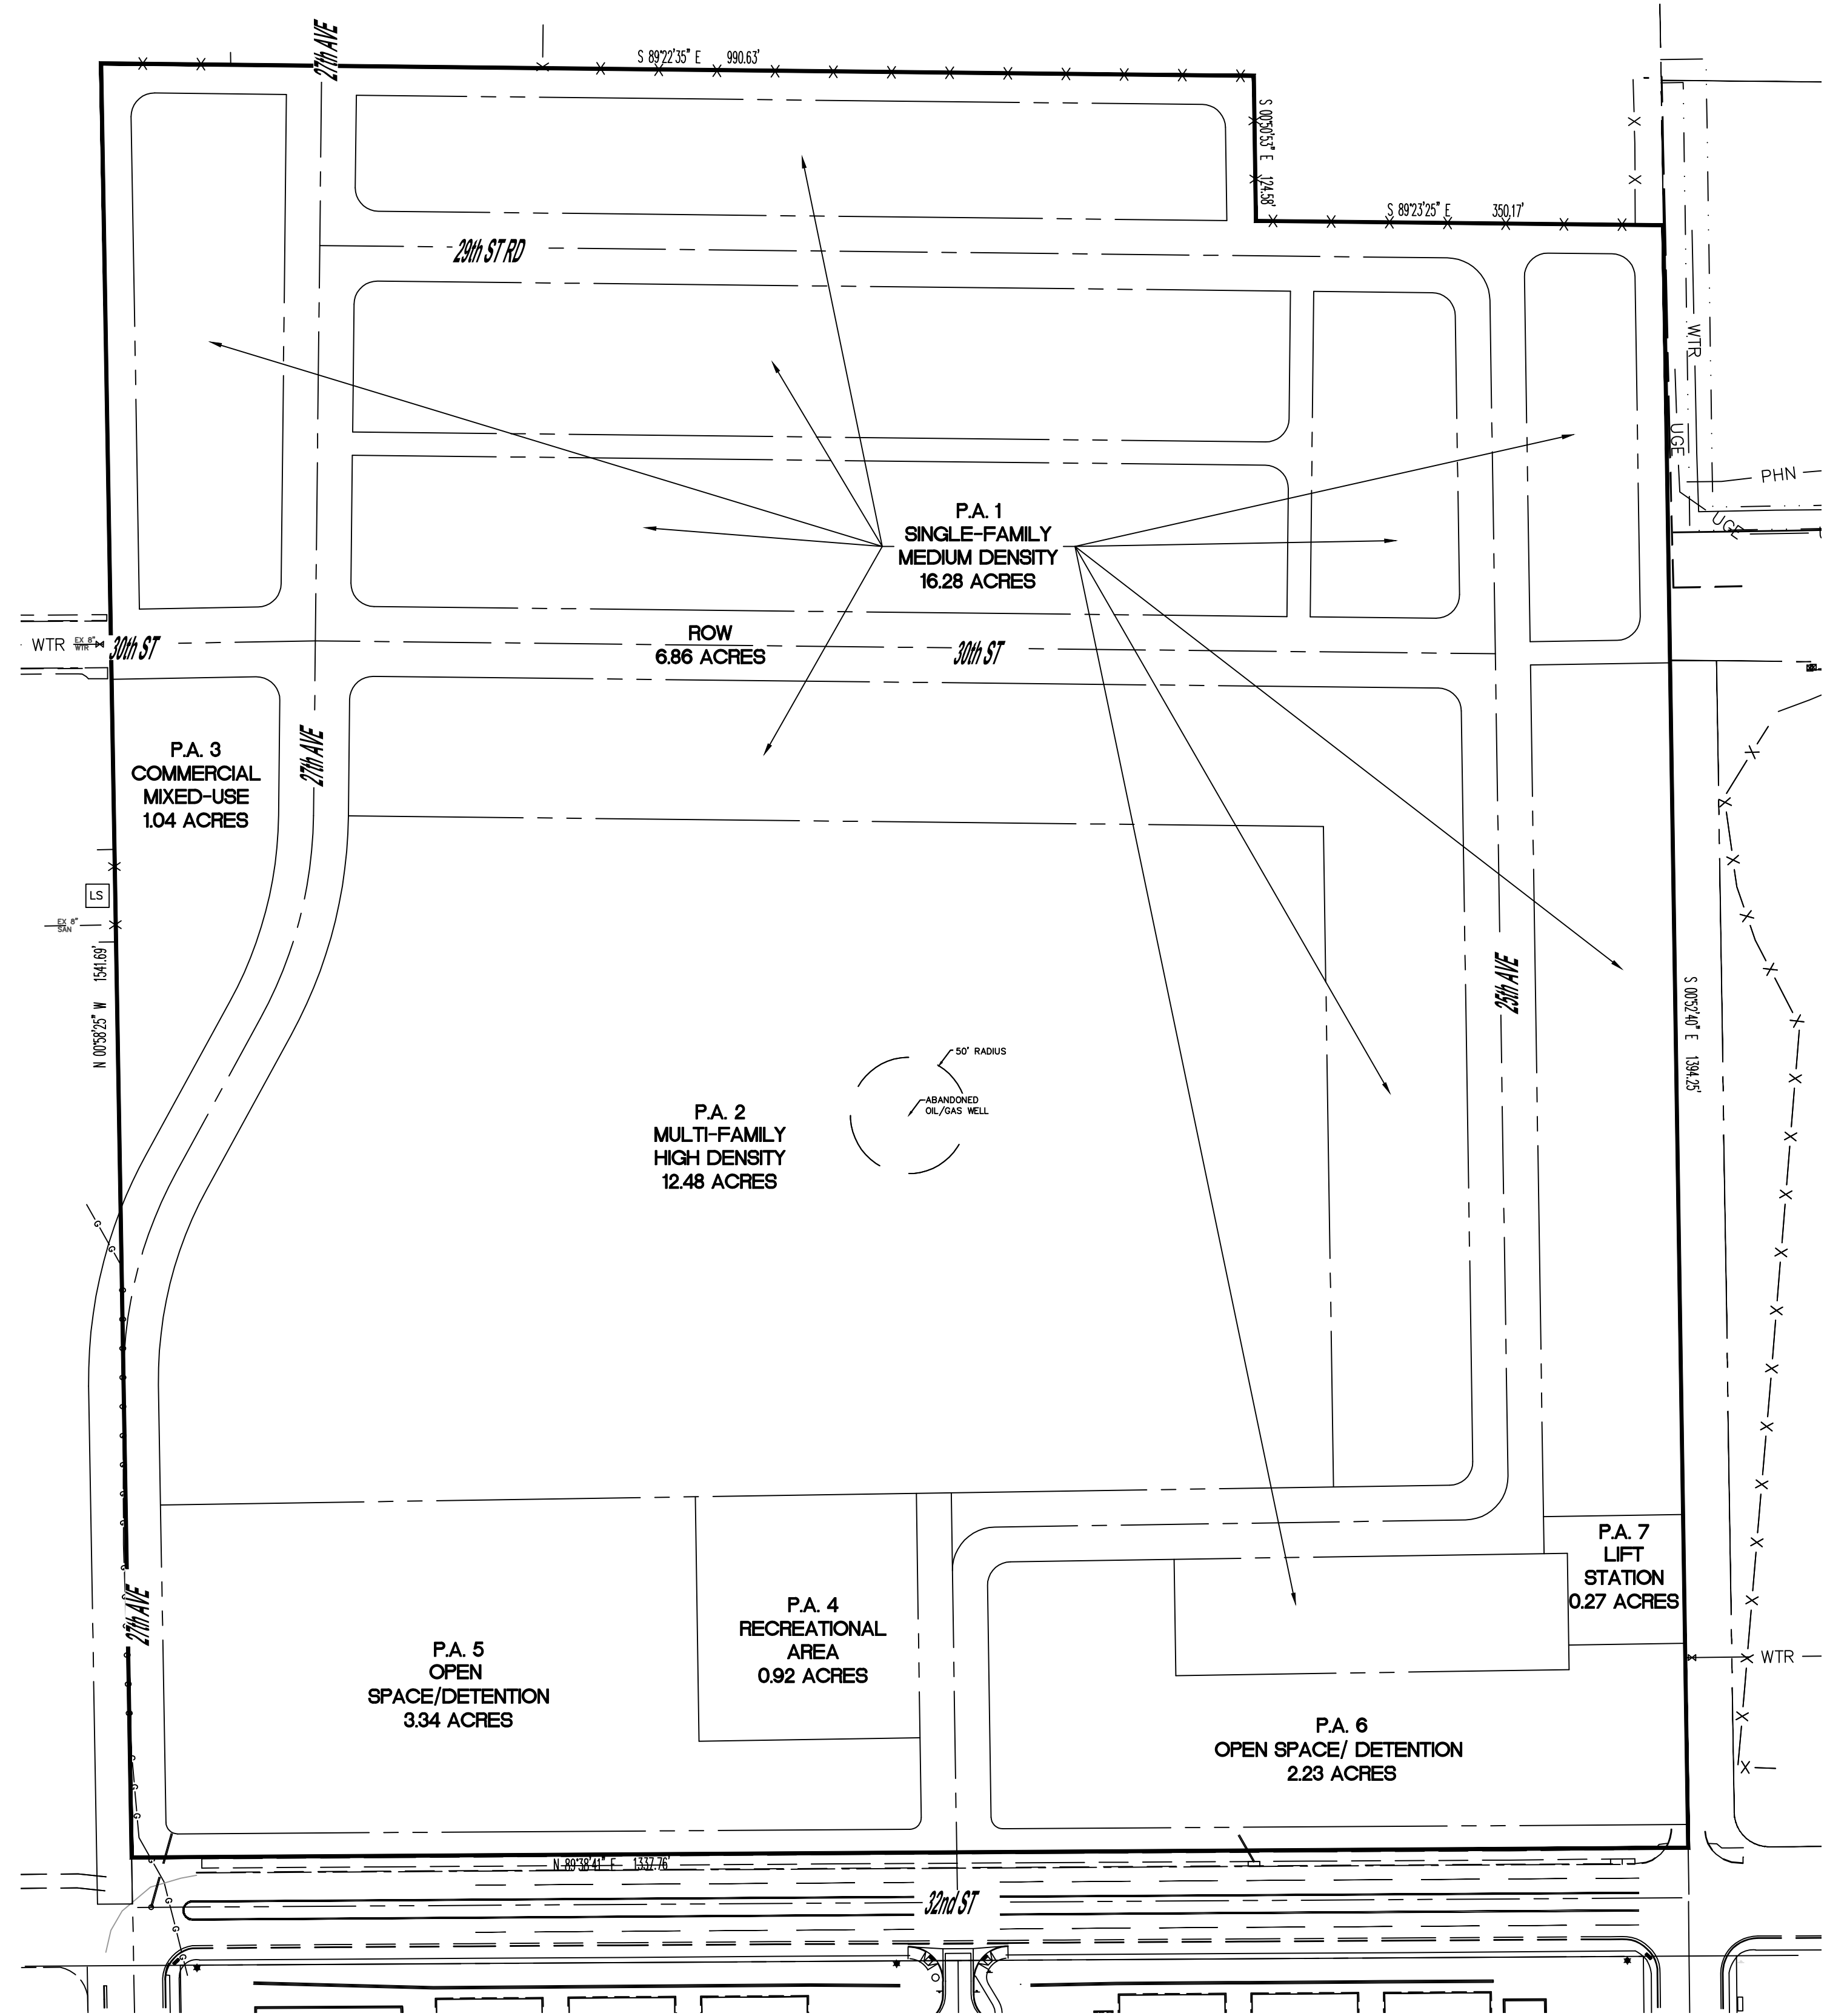 27th AVE
S 89°22'35" E 990.63'
S 00°50'53" E 124.58'
S 89°23'25" E 350.17'
29th ST RD
WTR
UGE
PHN
UGE
P.A. 1
SINGLE-FAMILY
MEDIUM DENSITY
16.28 ACRES
WTR
EX 8"
WTR
30th ST
ROW
6.86 ACRES
30th ST
27th AVE
P.A. 3
COMMERCIAL
MIXED-USE
1.04 ACRES
LS
EX 8"
SAN
N 00°58'25" W 1541.69'
25th AVE
S 00°52'40" E 1394.25'
50' RADIUS
ABANDONED
OIL/GAS WELL
P.A. 2
MULTI-FAMILY
HIGH DENSITY
12.48 ACRES
G
G
27th AVE
P.A. 7
LIFT
STATION
0.27 ACRES
P.A. 4
RECREATIONAL
AREA
0.92 ACRES
P.A. 5
OPEN
SPACE/DETENTION
3.34 ACRES
WTR
P.A. 6
OPEN SPACE/ DETENTION
2.23 ACRES
G
G
G
N 89°38'41" E 1337.76'
32nd ST
G
G
G